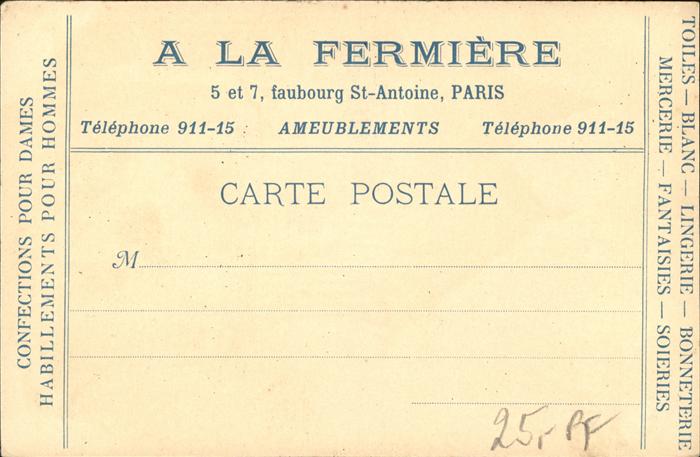 A LA FERMIÈRE
5 et 7, faubourg St-Antoine, PARIS
Téléphone 911-15 AMEUBLEMENTS Téléphone 911-15
CARTE POSTALE
M
CONFECTIONS POUR DAMES
HABILLEMENTS POUR HOMMES
TOILES — BLANC — LINGERIE — BONNETERIE
MERCERIE — FANTAISIES — SOIERIES
25,-